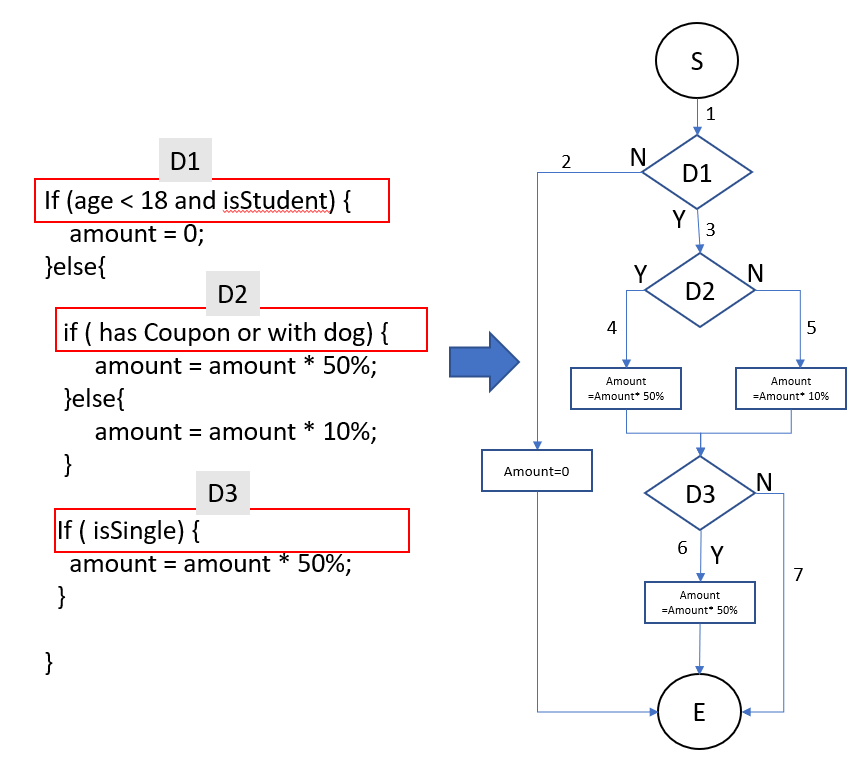 D1
If (age < 18 and isStudent) {
amount = 0;
}else{
D2
if ( has Coupon or with dog) {
amount = amount * 50%;
}else{
amount = amount * 10%;
}
D3
If ( isSingle) {
amount = amount * 50%;
}
}
S
1
D1
N
2
Y
3
D2
Y
N
4
5
Amount
=Amount* 50%
Amount
=Amount* 10%
Amount=0
D3
N
6
Y
7
Amount
=Amount* 50%
E